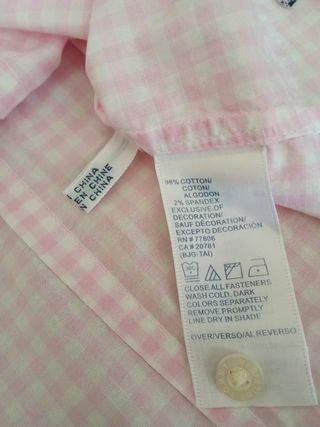 CHINA
EN CHINE
N CHINA
98% COTTON/
COTON/
ALGODON
2% SPANDEX
EXCLUSIVE OF
DECORATION/
SAUF DÉCORATION/
EXCEPTO DECORACIÓN
RN # 77806
CA # 20781
(BJG-TAI)
CLOSE ALL FASTENERS
WASH COLD. DARK
COLORS SEPARATELY
REMOVE PROMPTLY
LINE DRY IN SHADE
OVER/VERSO/AL REVERSO